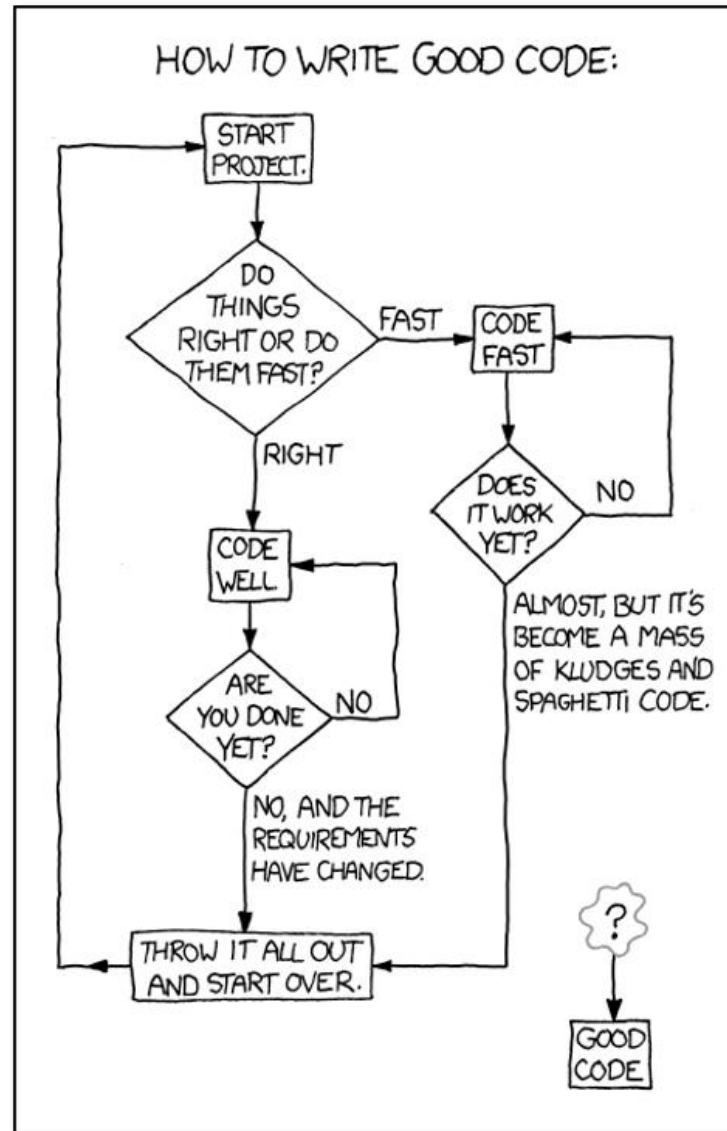 HOW TO WRITE GOOD CODE:
START
PROJECT.
DO
THINGS
RIGHT OR DO
THEM FAST?
FAST
CODE
FAST
RIGHT
DOES
IT WORK
YET?
NO
CODE
WELL.
ALMOST, BUT IT'S
BECOME A MASS
OF KLUDGES AND
SPAGHETTI CODE.
ARE
YOU DONE
YET?
NO
NO, AND THE
REQUIREMENTS
HAVE CHANGED.
THROW IT ALL OUT
AND START OVER.
?
GOOD
CODE